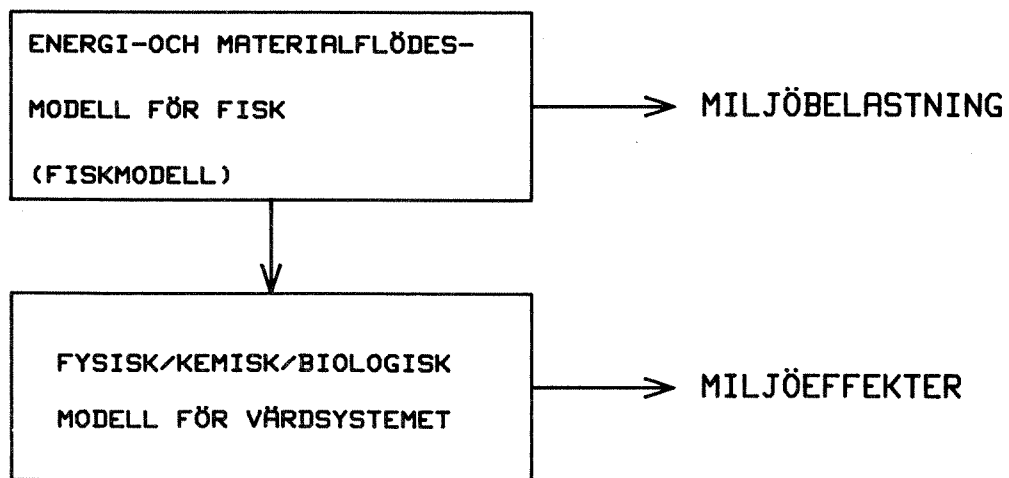 ENERGI-OCH MATERIALFLÖDES-
MODELL FÖR FISK
(FISKMODELL)
MILJÖBELASTNING
FYSISK/KEMISK/BIOLOGISK
MODELL FÖR VÄRDSYSTEMET
MILJÖEFFEKTER